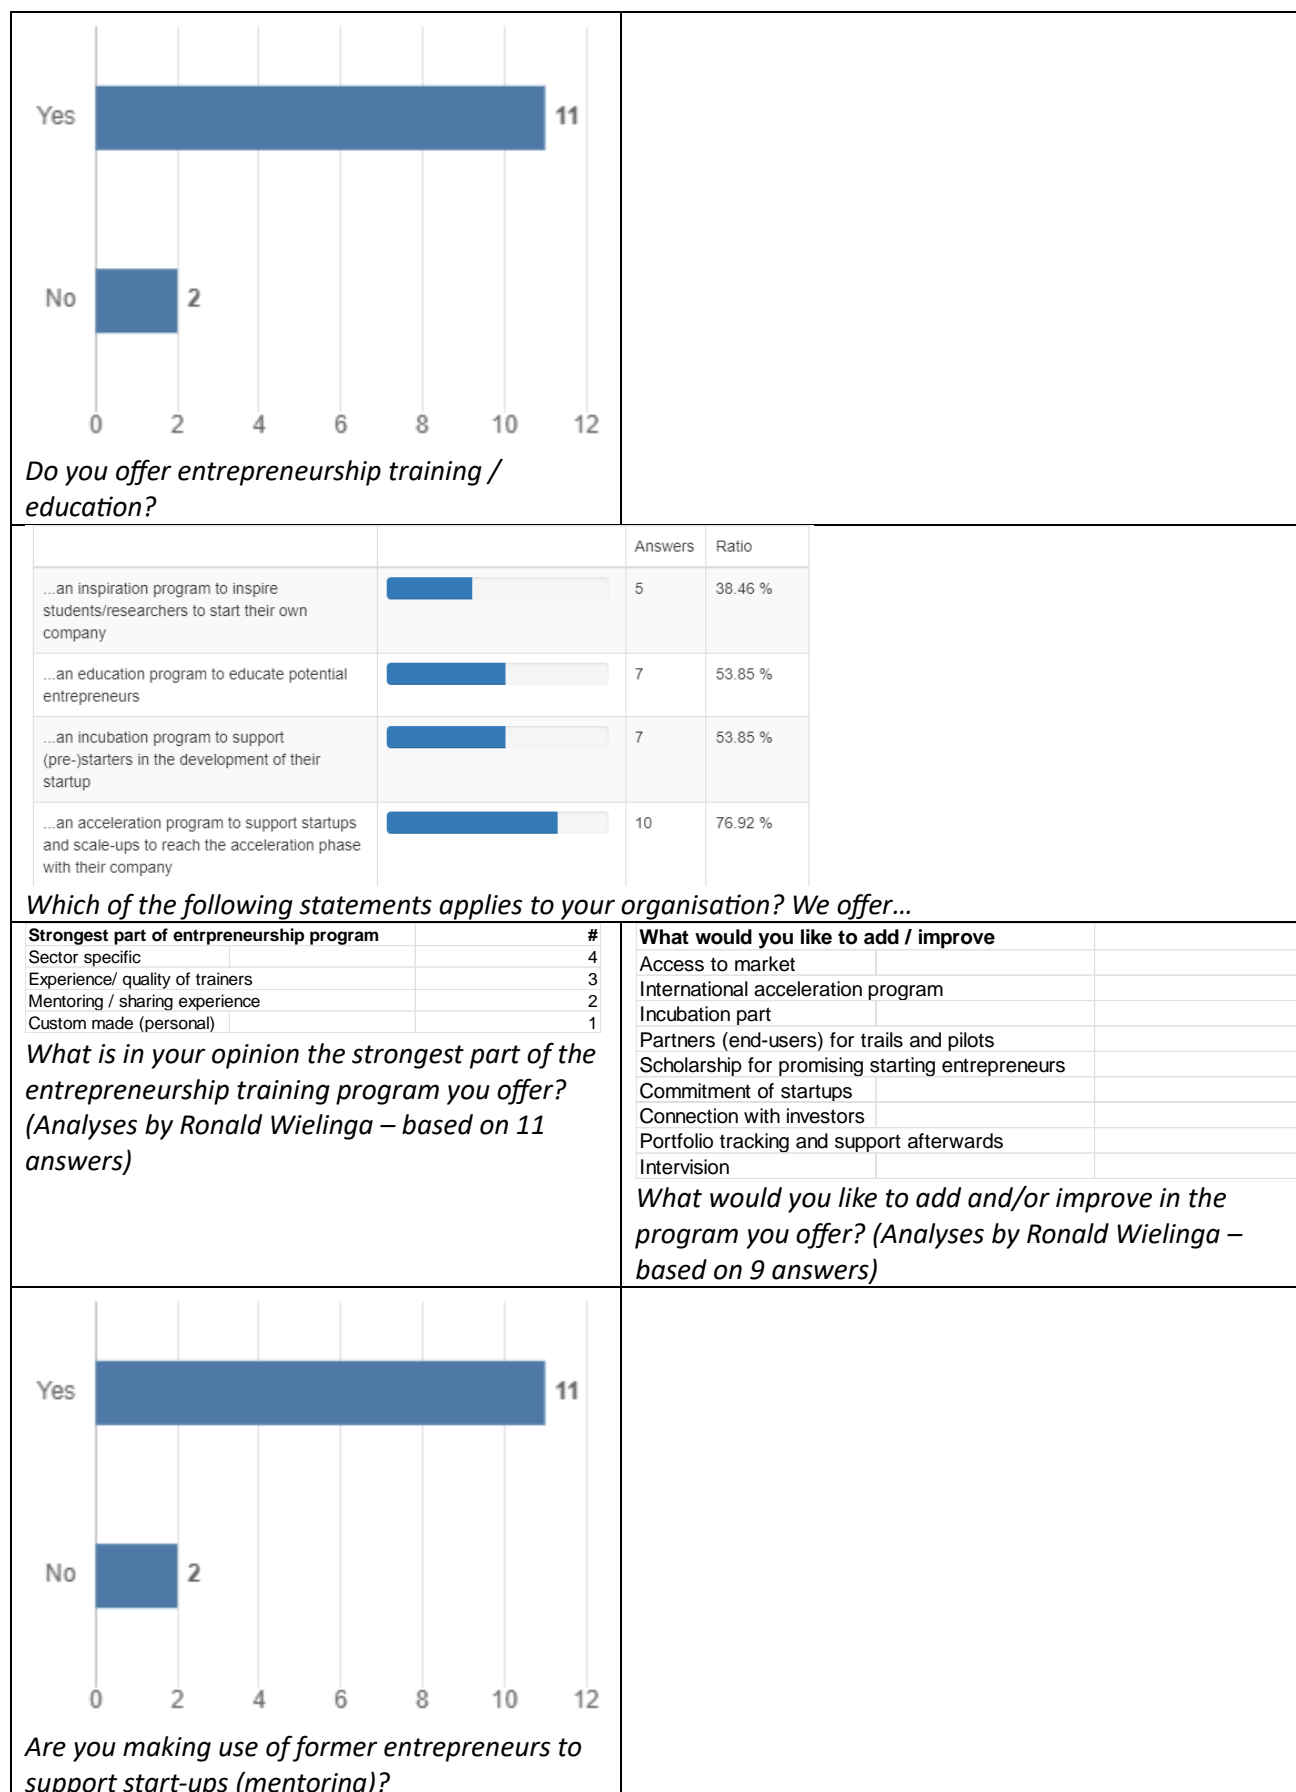 Yes 11
No 2
0 2 4 6 8 10 12
Do you offer entrepreneurship training /
education?
Answers Ratio
...an inspiration program to inspire
students/researchers to start their own
company
5 38.46 %
...an education program to educate potential
entrepreneurs
7 53.85 %
...an incubation program to support
(pre-)starters in the development of their
startup
7 53.85 %
...an acceleration program to support startups
and scale-ups to reach the acceleration phase
with their company
10 76.92 %
Which of the following statements applies to your organisation? We offer...
Strongest part of entrpreneurship program #
Sector specific 4
Experience/ quality of trainers 3
Mentoring / sharing experience 2
Custom made (personal) 1
What is in your opinion the strongest part of the
entrepreneurship training program you offer?
(Analyses by Ronald Wielinga – based on 11
answers)
What would you like to add / improve
Access to market
International acceleration program
Incubation part
Partners (end-users) for trails and pilots
Scholarship for promising starting entrepreneurs
Commitment of startups
Connection with investors
Portfolio tracking and support afterwards
Intervision
What would you like to add and/or improve in the
program you offer? (Analyses by Ronald Wielinga –
based on 9 answers)
Yes 11
No 2
0 2 4 6 8 10 12
Are you making use of former entrepreneurs to
support start-ups (mentoring)?